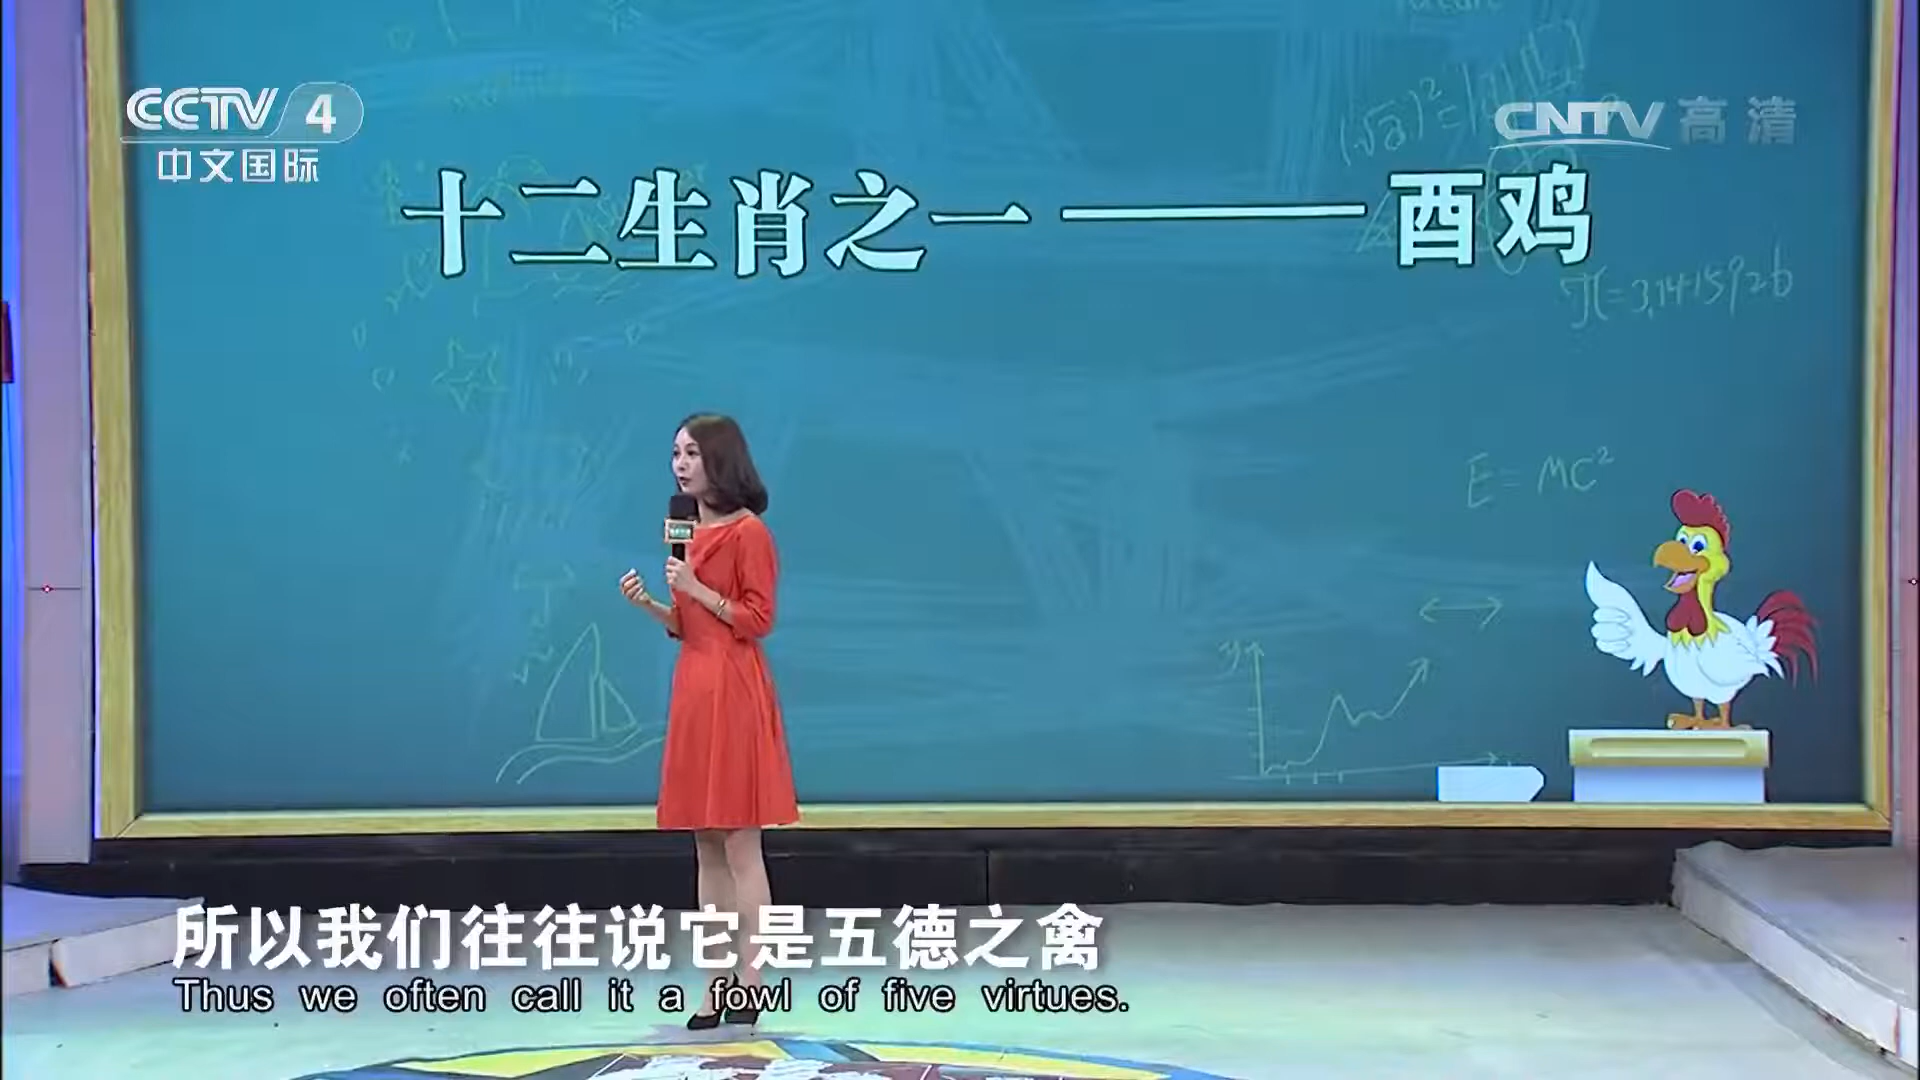 CCTV 4
中文国际
CNTV 高清
十二生肖之一——酉鸡
π=3.1415926
E = MC²
y
所以我们往往说它是五德之禽
Thus we often call it a fowl of five virtues.